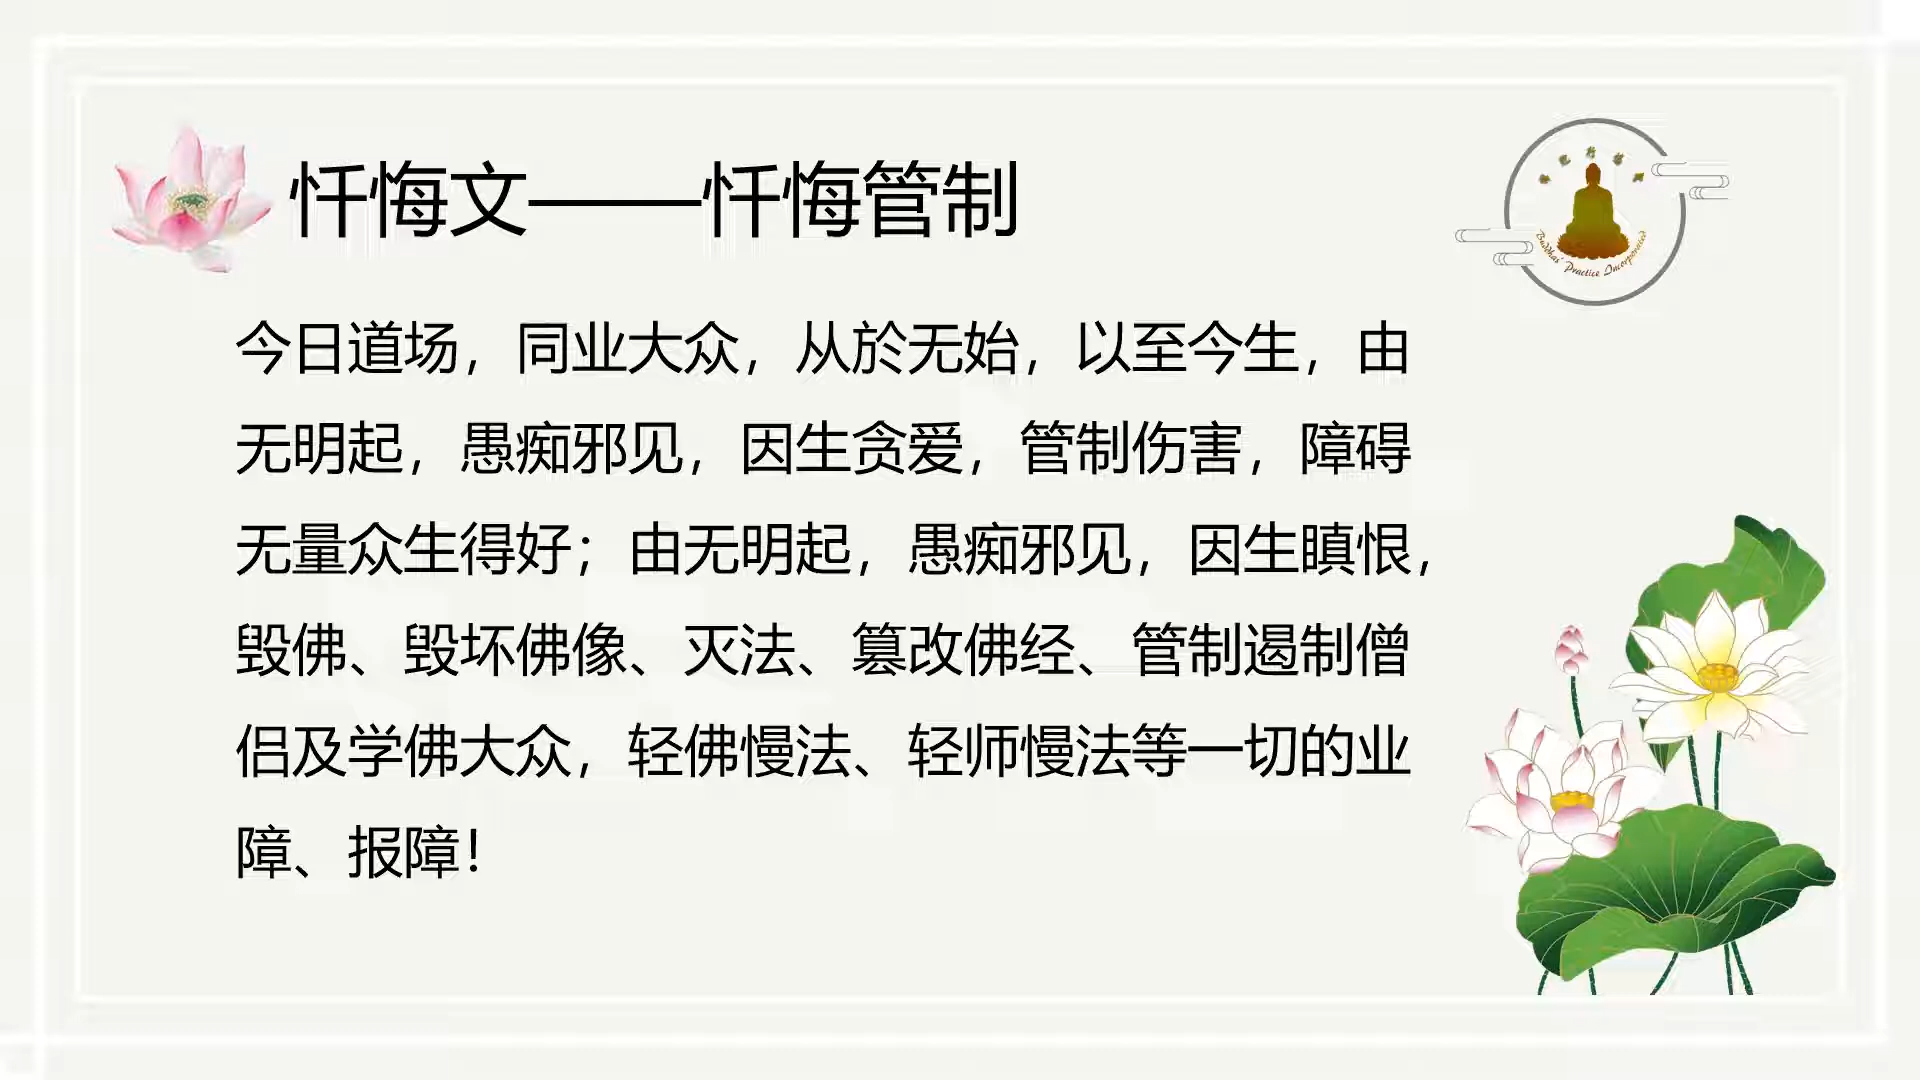 忏悔文——忏悔管制
今日道场，同业大众，从於无始，以至今生，由
无明起，愚痴邪见，因生贪爱，管制伤害，障碍
无量众生得好；由无明起，愚痴邪见，因生瞋恨，
毁佛、毁坏佛像、灭法、篡改佛经、管制遏制僧
侣及学佛大众，轻佛慢法、轻师慢法等一切的业
障、报障！
Buddhas' Practice Incorporated